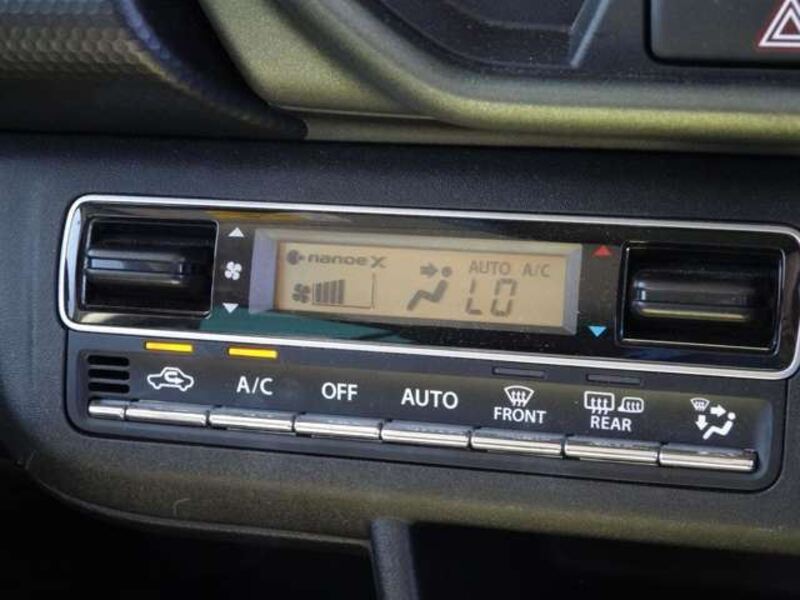 nanoe X
AUTO A/C
LO
A/C
OFF
AUTO
FRONT
REAR